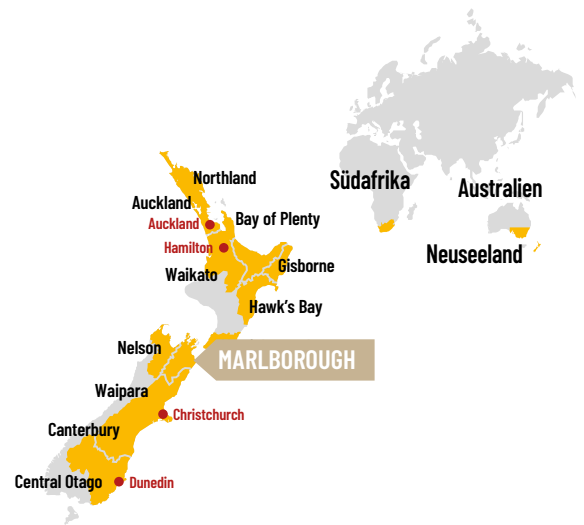 Südafrika
Australien
Neuseeland
Northland
Auckland
Auckland
Bay of Plenty
Hamilton
Waikato
Gisborne
Hawk's Bay
Nelson
MARLBOROUGH
Waipara
Christchurch
Canterbury
Central Otago
Dunedin